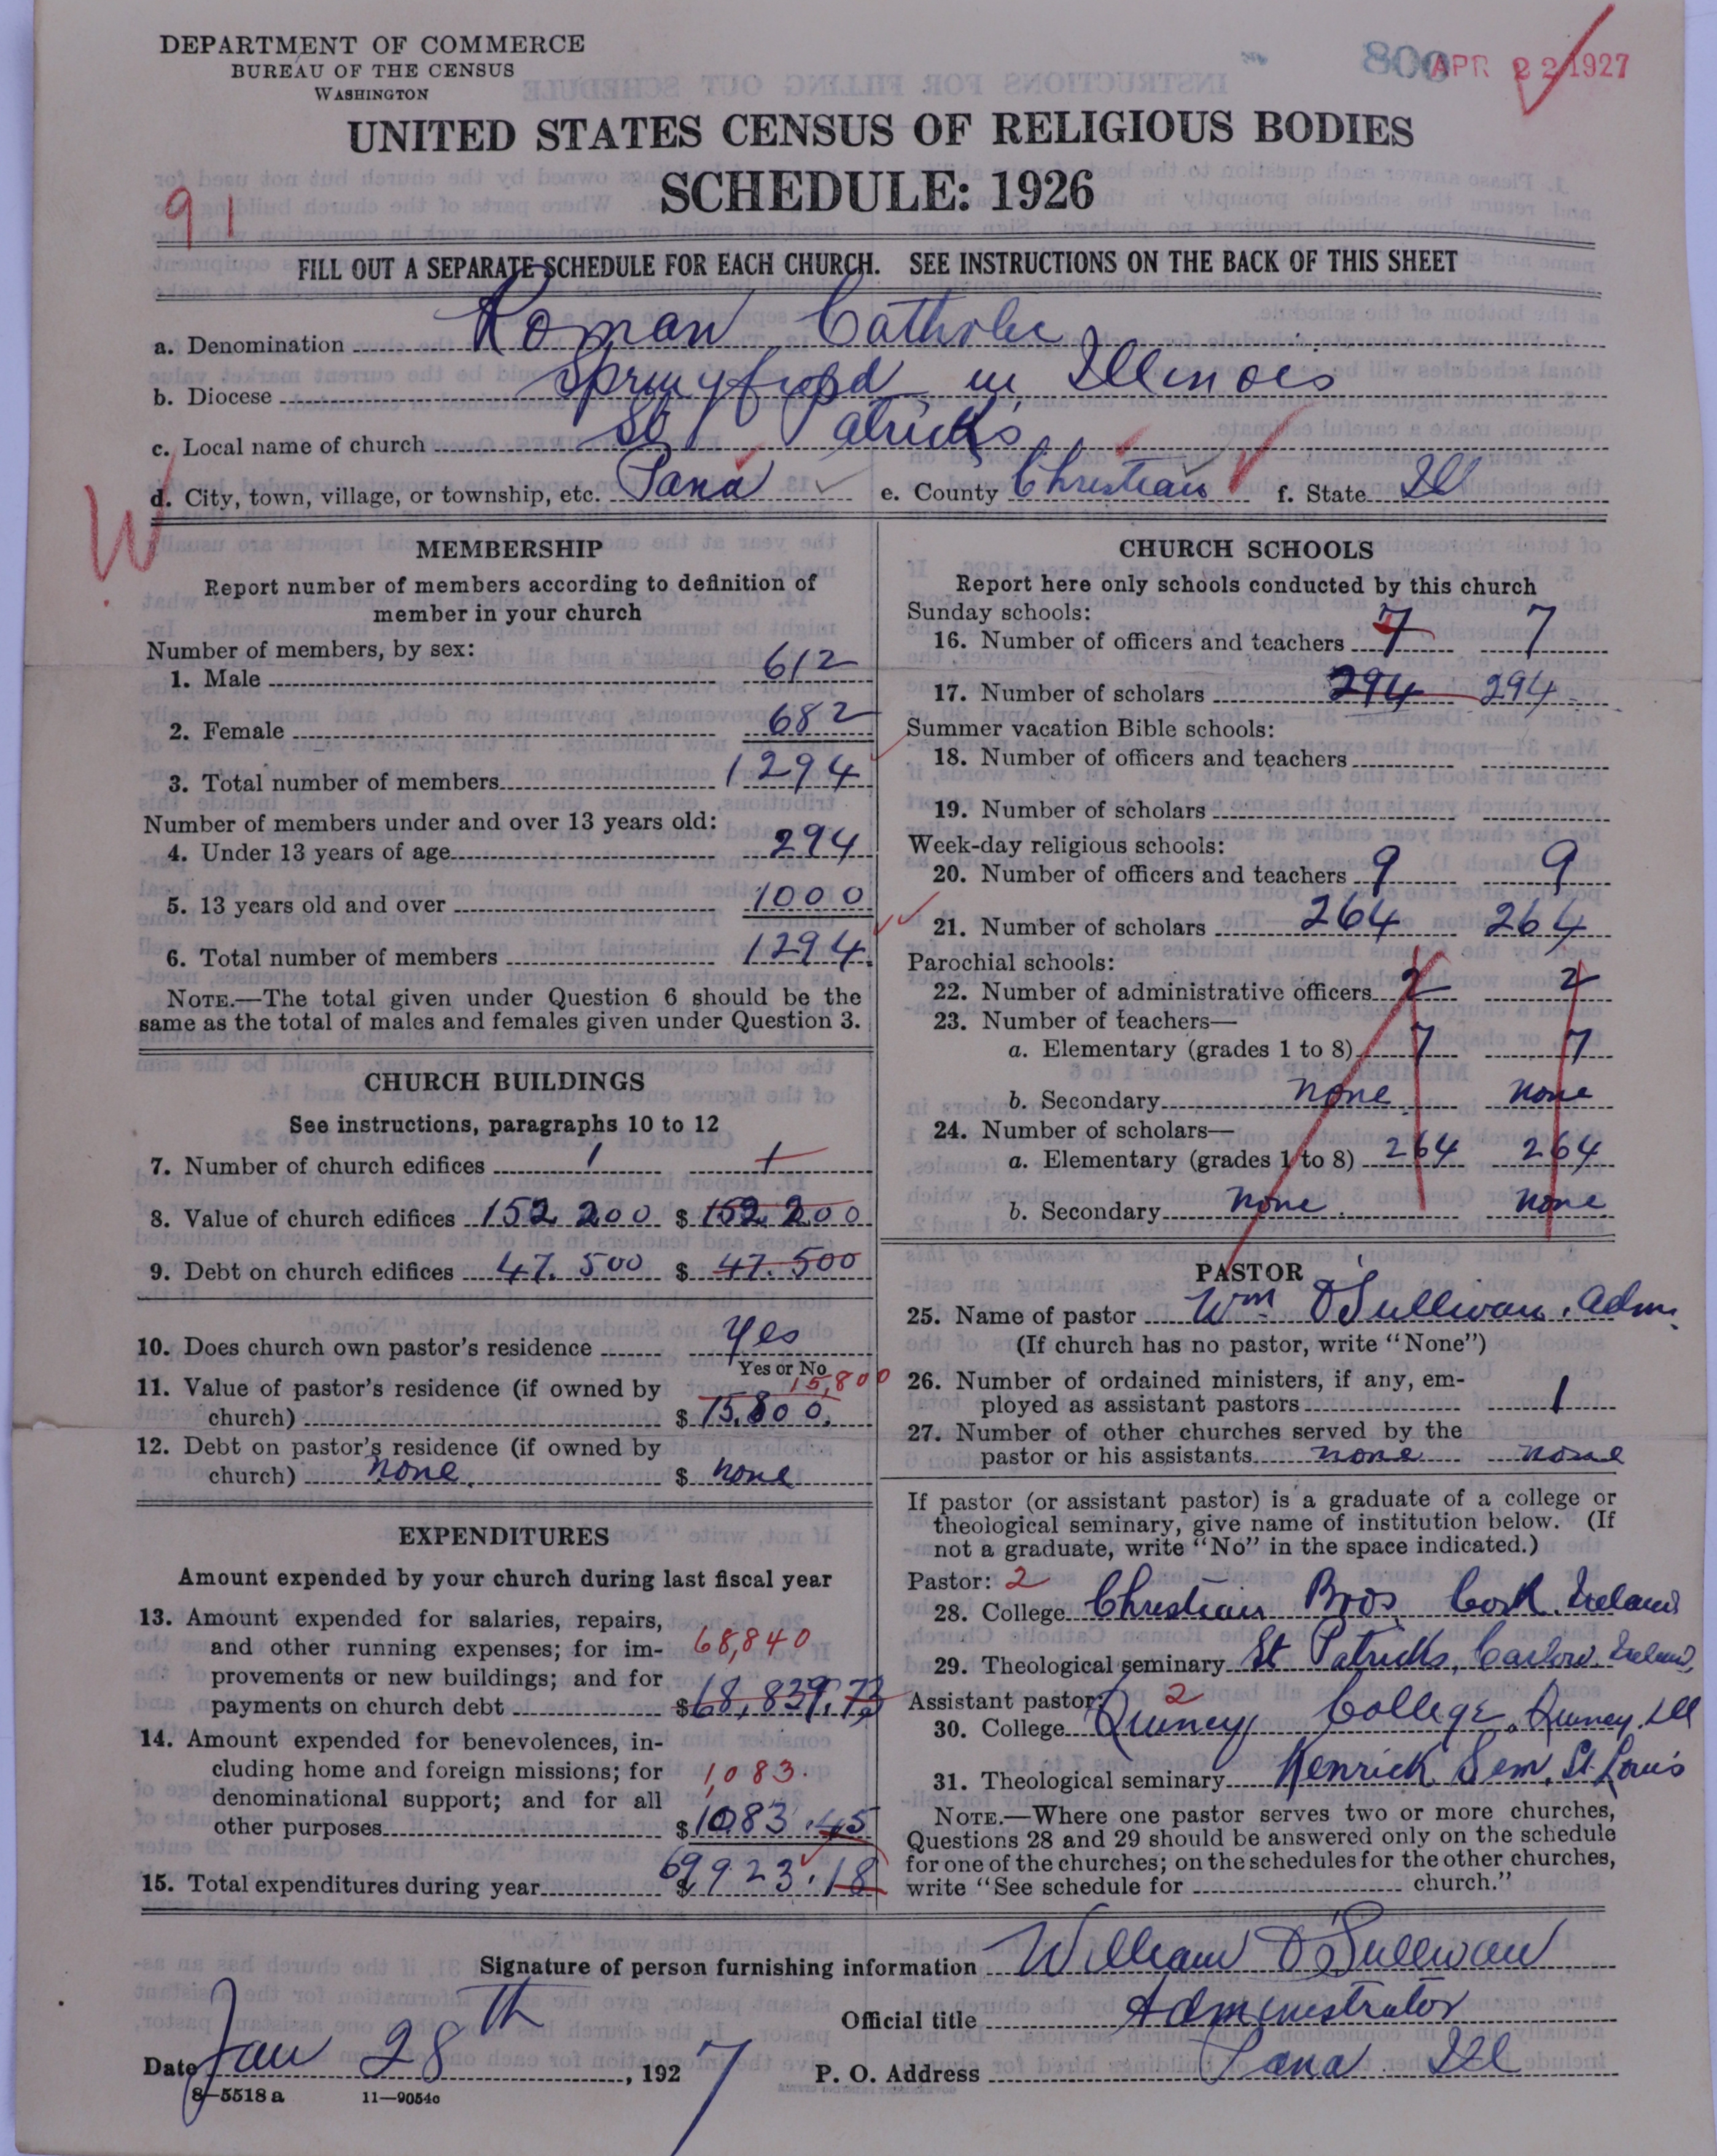 DEPARTMENT OF COMMERCE
BUREAU OF THE CENSUS
WASHINGTON
800
APR 22 1927
UNITED STATES CENSUS OF RELIGIOUS BODIES
SCHEDULE: 1926
91
FILL OUT A SEPARATE SCHEDULE FOR EACH CHURCH. SEE INSTRUCTIONS ON THE BACK OF THIS SHEET
a. Denomination Roman Catholic
b. Diocese Springfield in Illinois
c. Local name of church St Patrick's
d. City, town, village, or township, etc. Pana e. County Christian f. State Ill
W
MEMBERSHIP
Report number of members according to definition of
member in your church
Number of members, by sex:
1. Male 612
2. Female 682
3. Total number of members 1294
Number of members under and over 13 years old:
4. Under 13 years of age 294
5. 13 years old and over 1000
6. Total number of members 1294
NOTE.—The total given under Question 6 should be the
same as the total of males and females given under Question 3.
CHURCH BUILDINGS
See instructions, paragraphs 10 to 12
7. Number of church edifices 1 1
8. Value of church edifices 152 200 $ 152 200
9. Debt on church edifices 47.500 $ 47.500
10. Does church own pastor's residence Yes
Yes or No
15,800
11. Value of pastor's residence (if owned by
church) $ 15.800.
12. Debt on pastor's residence (if owned by
church) none $ none
EXPENDITURES
Amount expended by your church during last fiscal year
13. Amount expended for salaries, repairs,
and other running expenses; for im- 68,840
provements or new buildings; and for
payments on church debt $68,839.73
14. Amount expended for benevolences, in-
cluding home and foreign missions; for 1,083.
denominational support; and for all
other purposes $1083.45
15. Total expenditures during year $69923.18
CHURCH SCHOOLS
Report here only schools conducted by this church
Sunday schools:
16. Number of officers and teachers 7 7
17. Number of scholars 294 294
Summer vacation Bible schools:
18. Number of officers and teachers
19. Number of scholars
Week-day religious schools:
20. Number of officers and teachers 9 9
21. Number of scholars 264 264
Parochial schools:
22. Number of administrative officers 2 2
23. Number of teachers—
a. Elementary (grades 1 to 8) 7 7
b. Secondary none none
24. Number of scholars—
a. Elementary (grades 1 to 8) 264 264
b. Secondary none none
PASTOR
25. Name of pastor Wm O'Sullivan. Adm.
(If church has no pastor, write "None")
26. Number of ordained ministers, if any, em-
ployed as assistant pastors 1
27. Number of other churches served by the
pastor or his assistants none none
If pastor (or assistant pastor) is a graduate of a college or
theological seminary, give name of institution below. (If
not a graduate, write "No" in the space indicated.)
Pastor: 2
28. College Christian Bros. Cork. Ireland
29. Theological seminary St Patricks, Carlow. Ireland,
Assistant pastor: 2
30. College Quincy College. Quincy. Ill
31. Theological seminary Kenrick Sem. St. Louis
NOTE.—Where one pastor serves two or more churches,
Questions 28 and 29 should be answered only on the schedule
for one of the churches; on the schedules for the other churches,
write "See schedule for church."
Signature of person furnishing information William O'Sullivan
Official title Administrator
Date Jan 28th, 1927 P. O. Address Pana Ill
8—5518 a 11—9054c